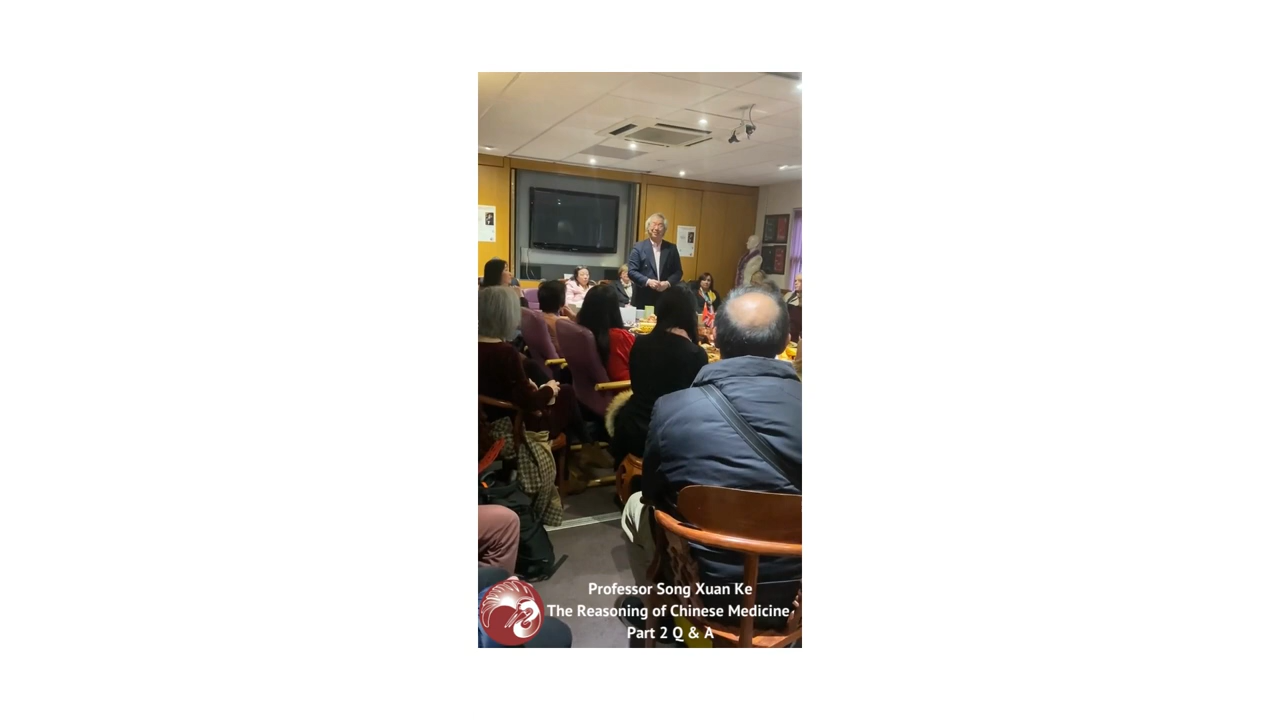 Professor Song Xuan Ke
The Reasoning of Chinese Medicine
Part 2 Q & A